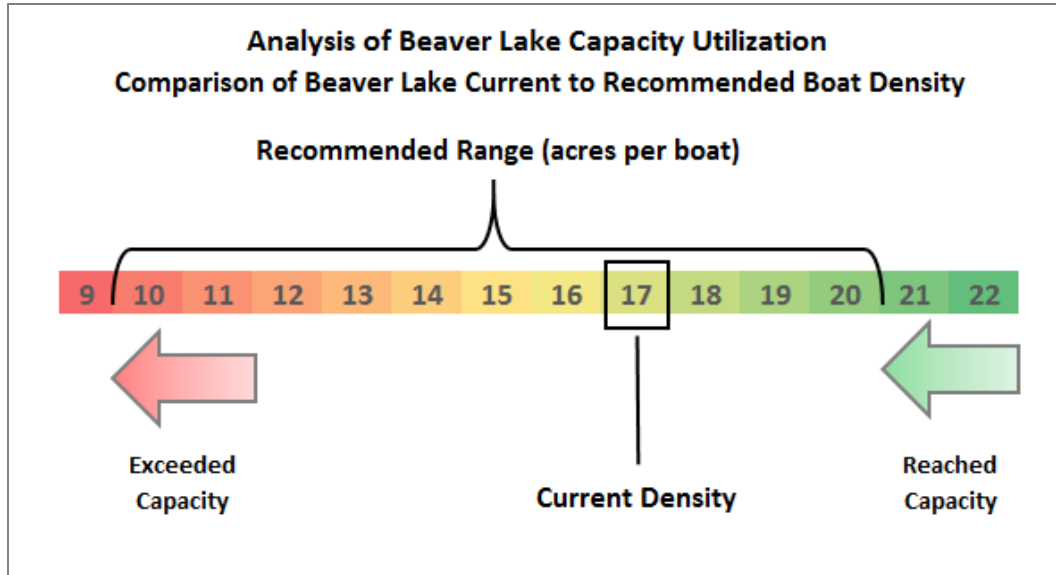 Analysis of Beaver Lake Capacity Utilization
Comparison of Beaver Lake Current to Recommended Boat Density
Recommended Range (acres per boat)
9 10 11 12 13 14 15 16 17 18 19 20 21 22
Exceeded
Capacity
Current Density
Reached
Capacity